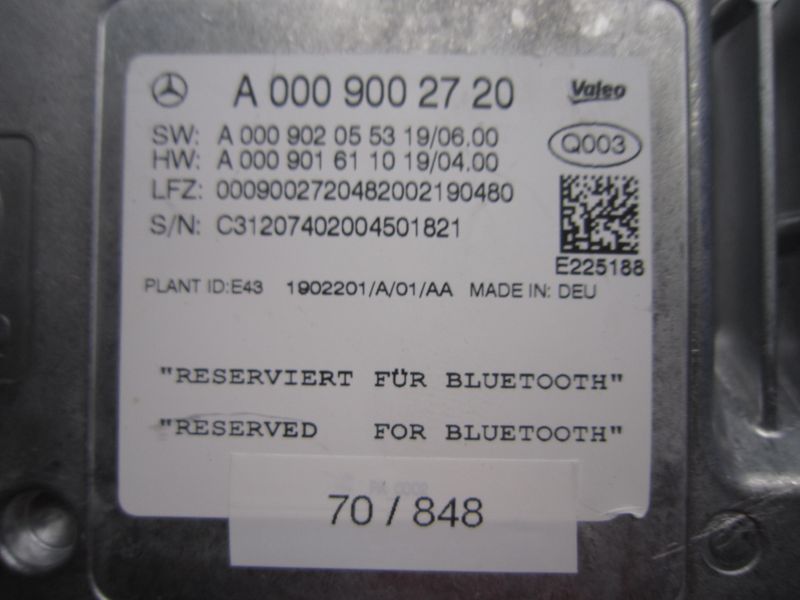 A 000 900 27 20 Valeo
SW: A 000 902 05 53 19/06.00
HW: A 000 901 61 10 19/04.00
Q003
LFZ: 00090027204820021​90480
S/N: C31207402004501821
E225188
PLANT ID:E43 1902201/A/01/AA MADE IN: DEU
"RESERVIERT FÜR BLUETOOTH"
"RESERVED FOR BLUETOOTH"
70 / 848